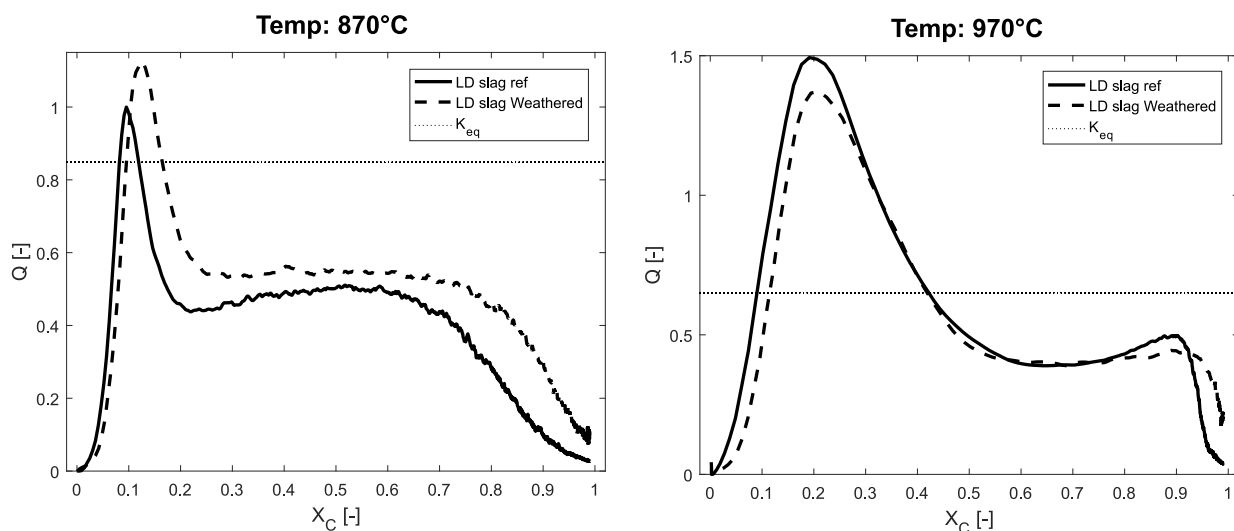 Temp: 870°C
LD slag ref
LD slag Weathered
K_eq
1
0.8
0.6
0.4
0.2
0
Q [-]
0 0.1 0.2 0.3 0.4 0.5 0.6 0.7 0.8 0.9 1
X_C [-]
Temp: 970°C
LD slag ref
LD slag Weathered
K_eq
1.5
1
0.5
0
Q [-]
0 0.1 0.2 0.3 0.4 0.5 0.6 0.7 0.8 0.9 1
X_C [-]